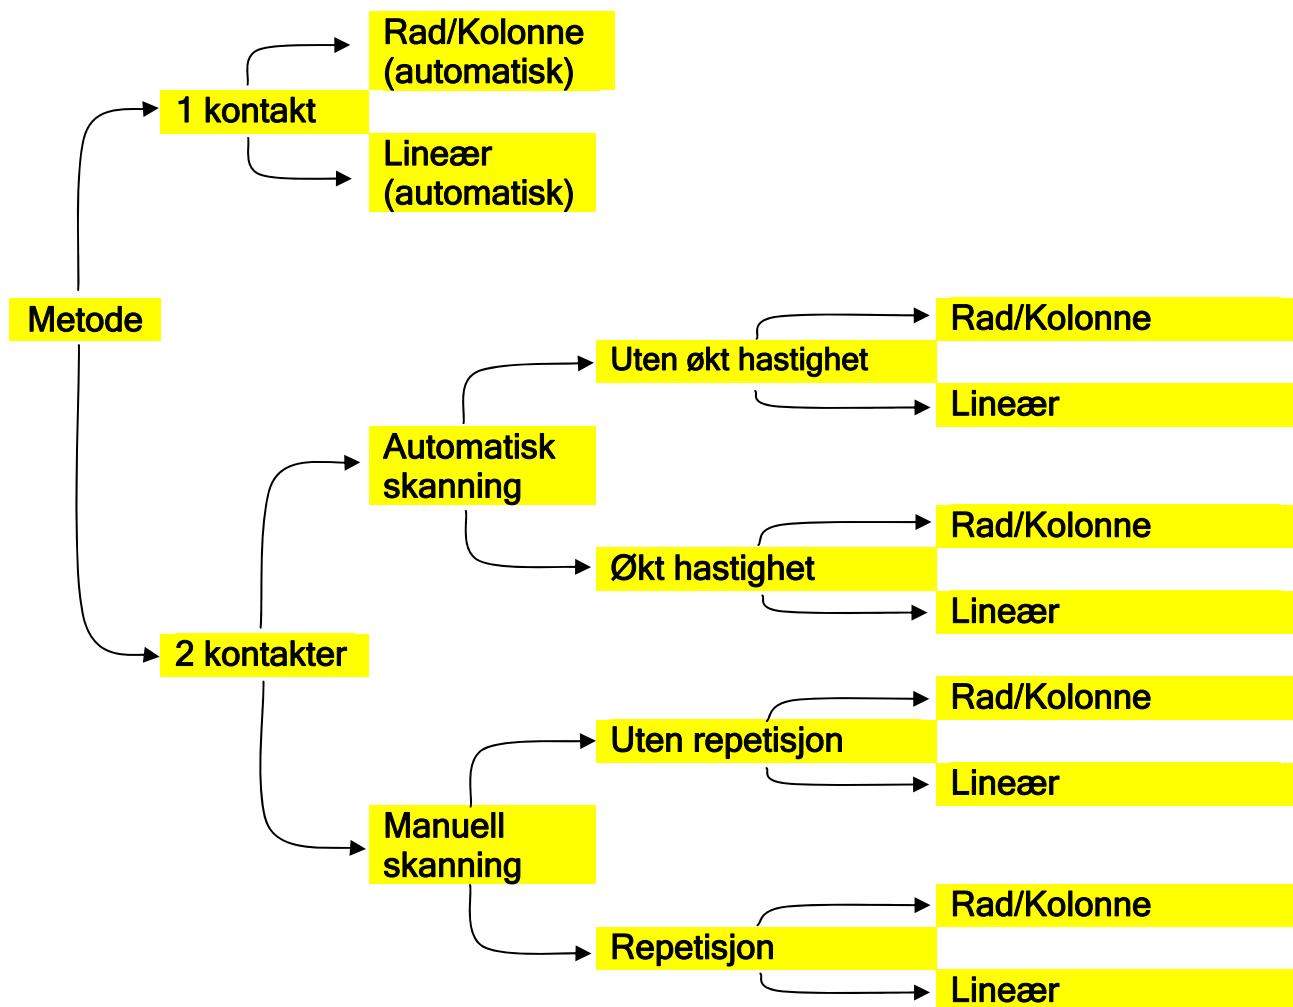 Rad/Kolonne
(automatisk)
1 kontakt
Lineær
(automatisk)
Metode
Rad/Kolonne
Uten økt hastighet
Lineær
Automatisk
skanning
Rad/Kolonne
Økt hastighet
Lineær
2 kontakter
Rad/Kolonne
Uten repetisjon
Lineær
Manuell
skanning
Rad/Kolonne
Repetisjon
Lineær